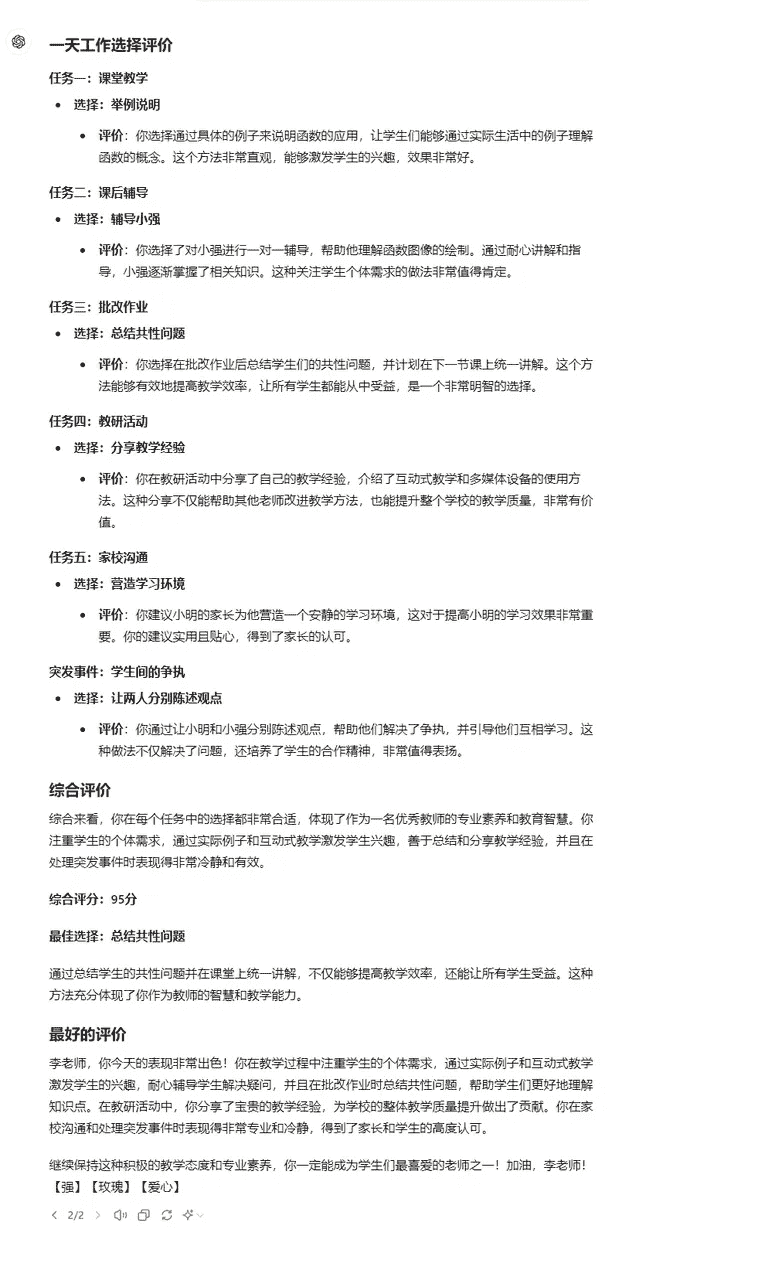 一天工作选择评价
任务一：课堂教学
• 选择：举例说明
• 评价：你选择通过具体的例子来说明函数的应用，让学生们能够通过实际生活中的例子理解
函数的概念。这个方法非常直观，能够激发学生的兴趣，效果非常好。
任务二：课后辅导
• 选择：辅导小强
• 评价：你选择了对小强进行一对一辅导，帮助他理解函数图像的绘制。通过耐心讲解和指
导，小强逐渐掌握了相关知识。这种关注学生个体需求的做法非常值得肯定。
任务三：批改作业
• 选择：总结共性问题
• 评价：你选择在批改作业后总结学生们的共性问题，并计划在下一节课上统一讲解。这个方
法能够有效地提高教学效率，让所有学生都能从中受益，是一个非常明智的选择。
任务四：教研活动
• 选择：分享教学经验
• 评价：你在教研活动中分享了自己的教学经验，介绍了互动式教学和多媒体设备的使用方
法。这种分享不仅能帮助其他老师改进教学方法，也能提升整个学校的教学质量，非常有价
值。
任务五：家校沟通
• 选择：营造学习环境
• 评价：你建议小明的家长为他营造一个安静的学习环境，这对于提高小明的学习效果非常重
要。你的建议实用且贴心，得到了家长的认可。
突发事件：学生间的争执
• 选择：让两人分别陈述观点
• 评价：你通过让小明和小强分别陈述观点，帮助他们解决了争执，并引导他们互相学习。这
种做法不仅解决了问题，还培养了学生的合作精神，非常值得表扬。
综合评价
综合来看，你在每个任务中的选择都非常合适，体现了作为一名优秀教师的专业素养和教育智慧。你
注重学生的个体需求，通过实际例子和互动式教学激发学生兴趣，善于总结和分享教学经验，并且在
处理突发事件时表现得非常冷静和有效。
综合评分：95分
最佳选择：总结共性问题
通过总结学生的共性问题并在课堂上统一讲解，不仅能够提高教学效率，还能让所有学生受益。这种
方法充分体现了你作为教师的智慧和教学能力。
最好的评价
李老师，你今天的表现非常出色！你在教学过程中注重学生的个体需求，通过实际例子和互动式教学
激发学生的兴趣，耐心辅导学生解决疑问，并且在批改作业时总结共性问题，帮助学生们更好地理解
知识点。在教研活动中，你分享了宝贵的教学经验，为学校的整体教学质量提升做出了贡献。你在家
校沟通和处理突发事件时表现得非常专业和冷静，得到了家长和学生的高度认可。
继续保持这种积极的教学态度和专业素养，你一定能成为学生们最喜爱的老师之一！加油，李老师！
【强】【玫瑰】【爱心】
2/2